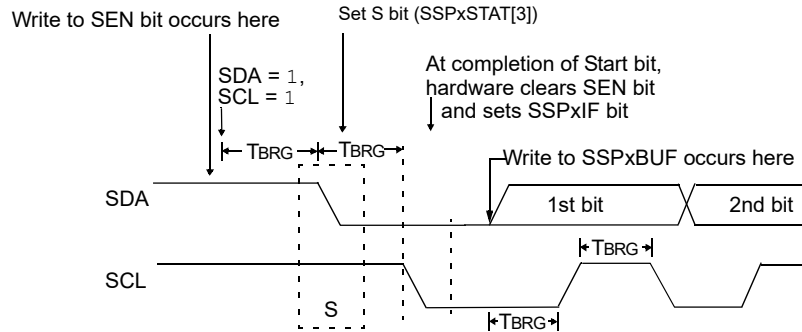 Write to SEN bit occurs here
Set S bit (SSPxSTAT[3])
SDA = 1,
SCL = 1
At completion of Start bit,
hardware clears SEN bit
and sets SSPxIF bit
TBRG
TBRG
Write to SSPxBUF occurs here
SDA
1st bit
2nd bit
TBRG
SCL
S
TBRG